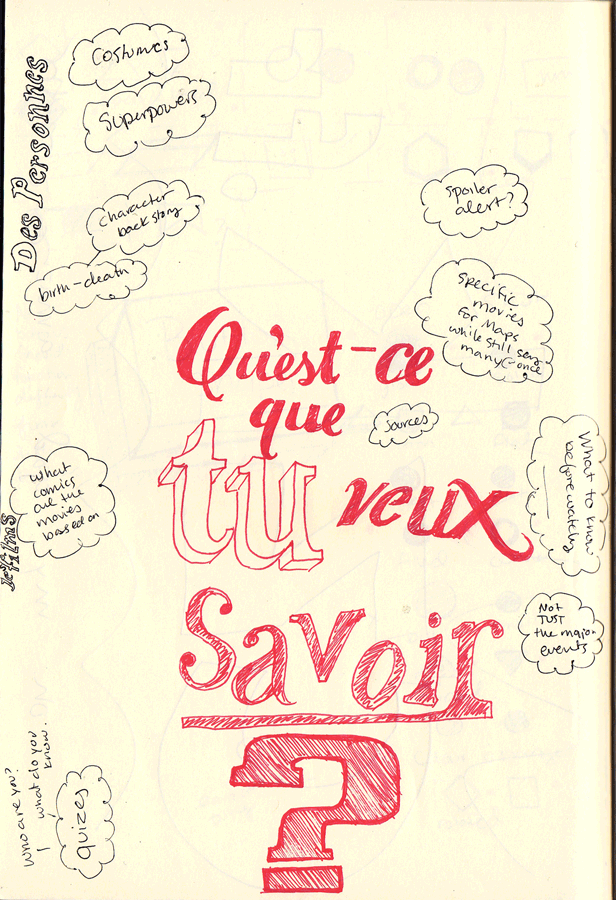 Des Personnes
Costumes
Superpowers
character
back story
birth-death
spoiler
alert?
specific
movies
for Maps
while still seeing
many @ once
Qu'est-ce
que
tu veux
Savoir
?
sources
What to know
before watching
what
comics
are the
movies
based on
films
Not
JUST
the major
events
who are you?
what do you
know.
quizes